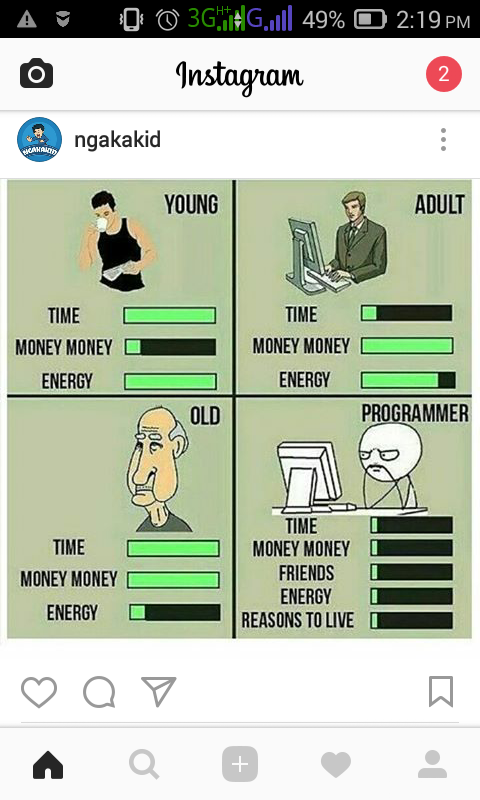 3G H+ G 49% 2:19 PM
Instagram
2
NGAKAKID
ngakakid
YOUNG
TIME
MONEY MONEY
ENERGY
ADULT
TIME
MONEY MONEY
ENERGY
OLD
TIME
MONEY MONEY
ENERGY
PROGRAMMER
TIME
MONEY MONEY
FRIENDS
ENERGY
REASONS TO LIVE